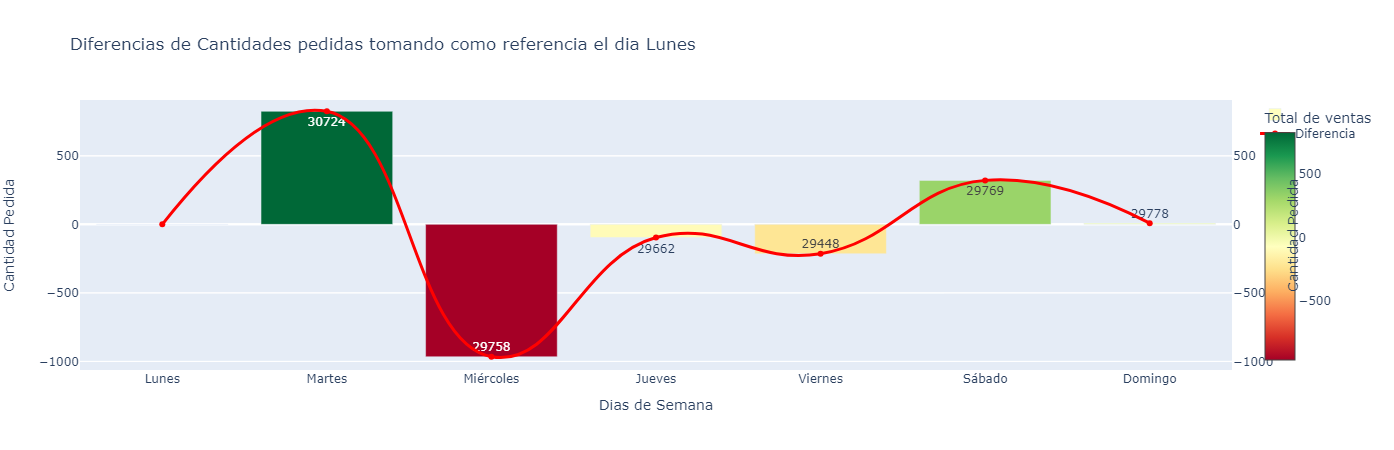 Diferencias de Cantidades pedidas tomando como referencia el dia Lunes
Cantidad Pedida
500
0
−500
−1000
30724
29758
29662
29448
29769
29778
Lunes
Martes
Miércoles
Jueves
Viernes
Sábado
Domingo
Dias de Semana
500
0
−500
−1000
Cantidad Pedida
Total de ventas
Diferencia
500
0
−500